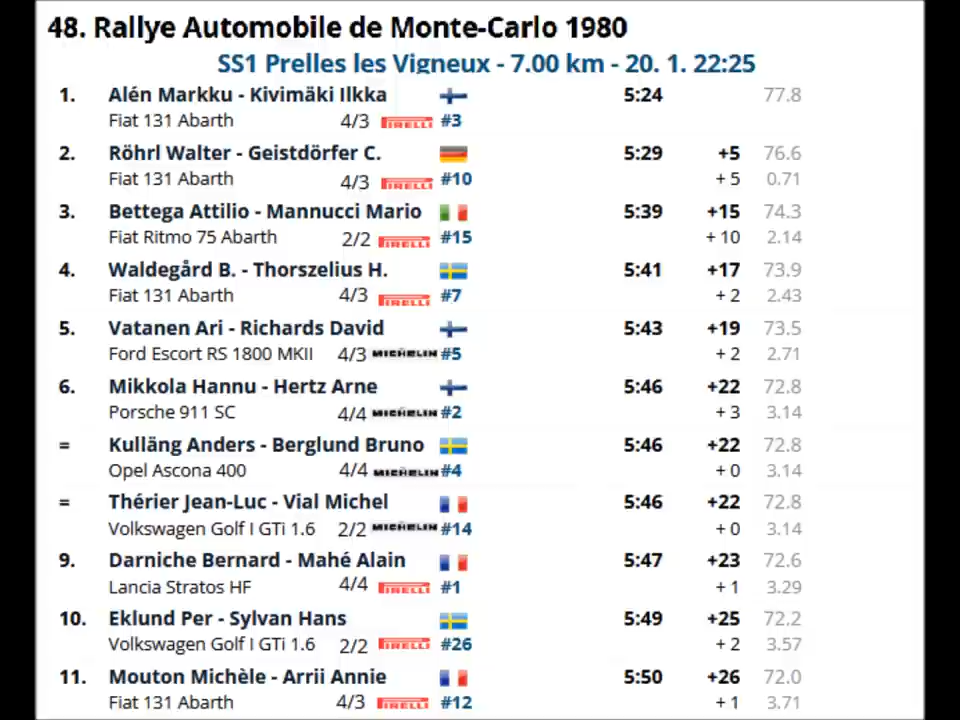 48. Rallye Automobile de Monte-Carlo 1980
SS1 Prelles les Vigneux - 7.00 km - 20. 1. 22:25
1. Alén Markku - Kivimäki Ilkka 5:24 77.8
Fiat 131 Abarth 4/3 PIRELLI #3
2. Röhrl Walter - Geistdörfer C. 5:29 +5 76.6
Fiat 131 Abarth 4/3 PIRELLI #10 + 5 0.71
3. Bettega Attilio - Mannucci Mario 5:39 +15 74.3
Fiat Ritmo 75 Abarth 2/2 PIRELLI #15 + 10 2.14
4. Waldegård B. - Thorszelius H. 5:41 +17 73.9
Fiat 131 Abarth 4/3 PIRELLI #7 + 2 2.43
5. Vatanen Ari - Richards David 5:43 +19 73.5
Ford Escort RS 1800 MKII 4/3 MICHELIN #5 + 2 2.71
6. Mikkola Hannu - Hertz Arne 5:46 +22 72.8
Porsche 911 SC 4/4 MICHELIN #2 + 3 3.14
= Kulläng Anders - Berglund Bruno 5:46 +22 72.8
Opel Ascona 400 4/4 MICHELIN #4 + 0 3.14
= Thérier Jean-Luc - Vial Michel 5:46 +22 72.8
Volkswagen Golf I GTi 1.6 2/2 MICHELIN #14 + 0 3.14
9. Darniche Bernard - Mahé Alain 5:47 +23 72.6
Lancia Stratos HF 4/4 PIRELLI #1 + 1 3.29
10. Eklund Per - Sylvan Hans 5:49 +25 72.2
Volkswagen Golf I GTi 1.6 2/2 PIRELLI #26 + 2 3.57
11. Mouton Michèle - Arrii Annie 5:50 +26 72.0
Fiat 131 Abarth 4/3 PIRELLI #12 + 1 3.71